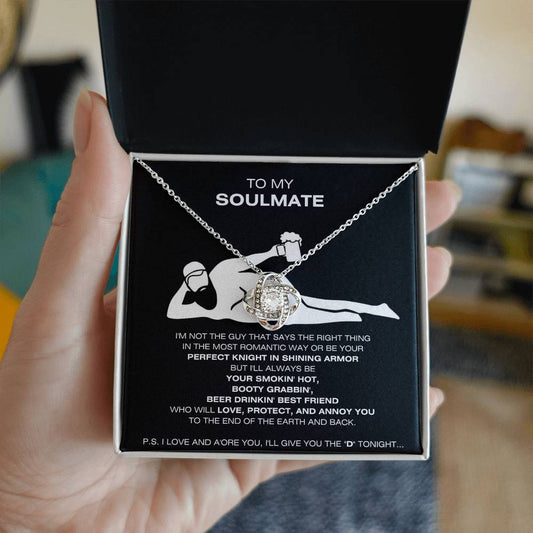 TO MY
SOULMATE
I'M NOT THE GUY THAT SAYS THE RIGHT THING
IN THE MOST ROMANTIC WAY OR BE YOUR
PERFECT KNIGHT IN SHINING ARMOR
BUT I'LL ALWAYS BE
YOUR SMOKIN' HOT,
BOOTY GRABBIN',
BEER DRINKIN' BEST FRIEND
WHO WILL LOVE, PROTECT, AND ANNOY YOU
TO THE END OF THE EARTH AND BACK.
P.S. I LOVE AND A'ORE YOU, I'LL GIVE YOU THE "D" TONIGHT...